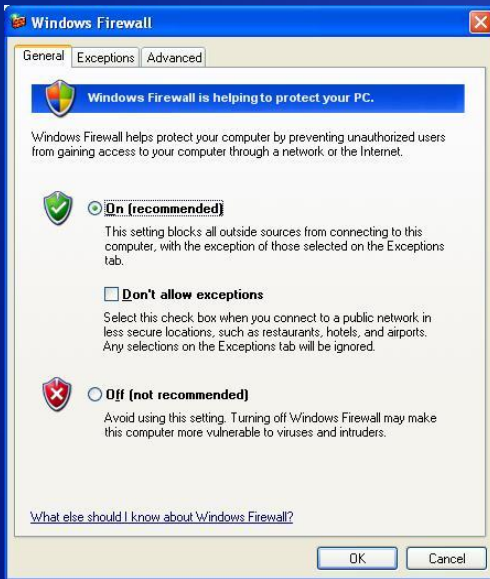 Windows Firewall
General Exceptions Advanced
Windows Firewall is helping to protect your PC.
Windows Firewall helps protect your computer by preventing unauthorized users
from gaining access to your computer through a network or the Internet.
On (recommended)
This setting blocks all outside sources from connecting to this
computer, with the exception of those selected on the Exceptions
tab.
Don't allow exceptions
Select this check box when you connect to a public network in
less secure locations, such as restaurants, hotels, and airports.
Any selections on the Exceptions tab will be ignored.
Off (not recommended)
Avoid using this setting. Turning off Windows Firewall may make
this computer more vulnerable to viruses and intruders.
What else should I know about Windows Firewall?
OK Cancel